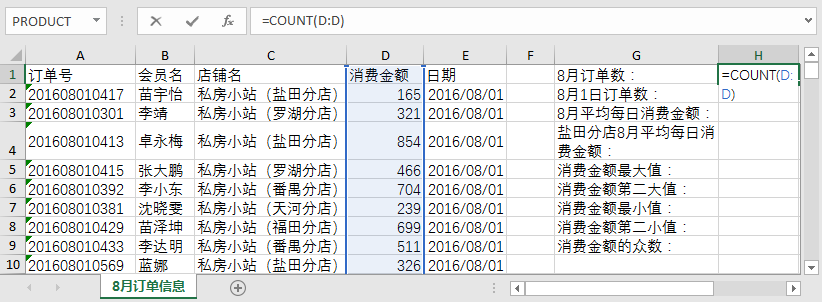 PRODUCT =COUNT(D:D)
A B C D E F G H
1 订单号 会员名 店铺名 消费金额 日期 8月订单数： =COUNT(D:
2 201608010417 苗宇怡 私房小站（盐田分店） 165 2016/08/01 8月1日订单数： D)
3 201608010301 李靖 私房小站（罗湖分店） 321 2016/08/01 8月平均每日消费金额：
盐田分店8月平均每日消
4 201608010413 卓永梅 私房小站（盐田分店） 854 2016/08/01 费金额：
5 201608010415 张大鹏 私房小站（罗湖分店） 466 2016/08/01 消费金额最大值：
6 201608010392 李小东 私房小站（番禺分店） 704 2016/08/01 消费金额第二大值：
7 201608010381 沈晓雯 私房小站（天河分店） 239 2016/08/01 消费金额最小值：
8 201608010429 苗泽坤 私房小站（福田分店） 699 2016/08/01 消费金额第二小值：
9 201608010433 李达明 私房小站（番禺分店） 511 2016/08/01 消费金额的众数：
10 201608010569 蓝娜 私房小站（盐田分店） 326 2016/08/01
8月订单信息